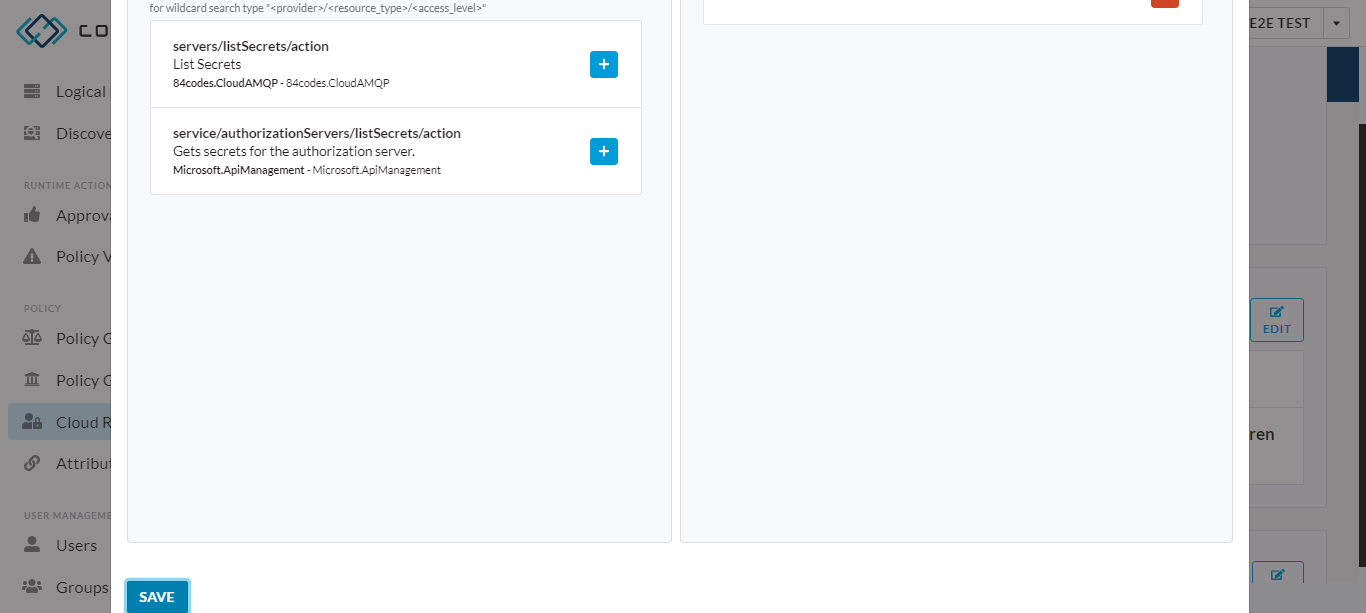 for wildcard search type "<provider>/<resource_type>/<access_level>"
servers/listSecrets/action
List Secrets
84codes.CloudAMQP - 84codes.CloudAMQP
service/authorizationServers/listSecrets/action
Gets secrets for the authorization server.
Microsoft.ApiManagement - Microsoft.ApiManagement
SAVE
CO
Logical
Discove
RUNTIME ACTION
Approva
Policy V
POLICY
Policy G
Policy G
Cloud R
Attribut
USER MANAGEME
Users
Groups
E2E TEST
EDIT
ren